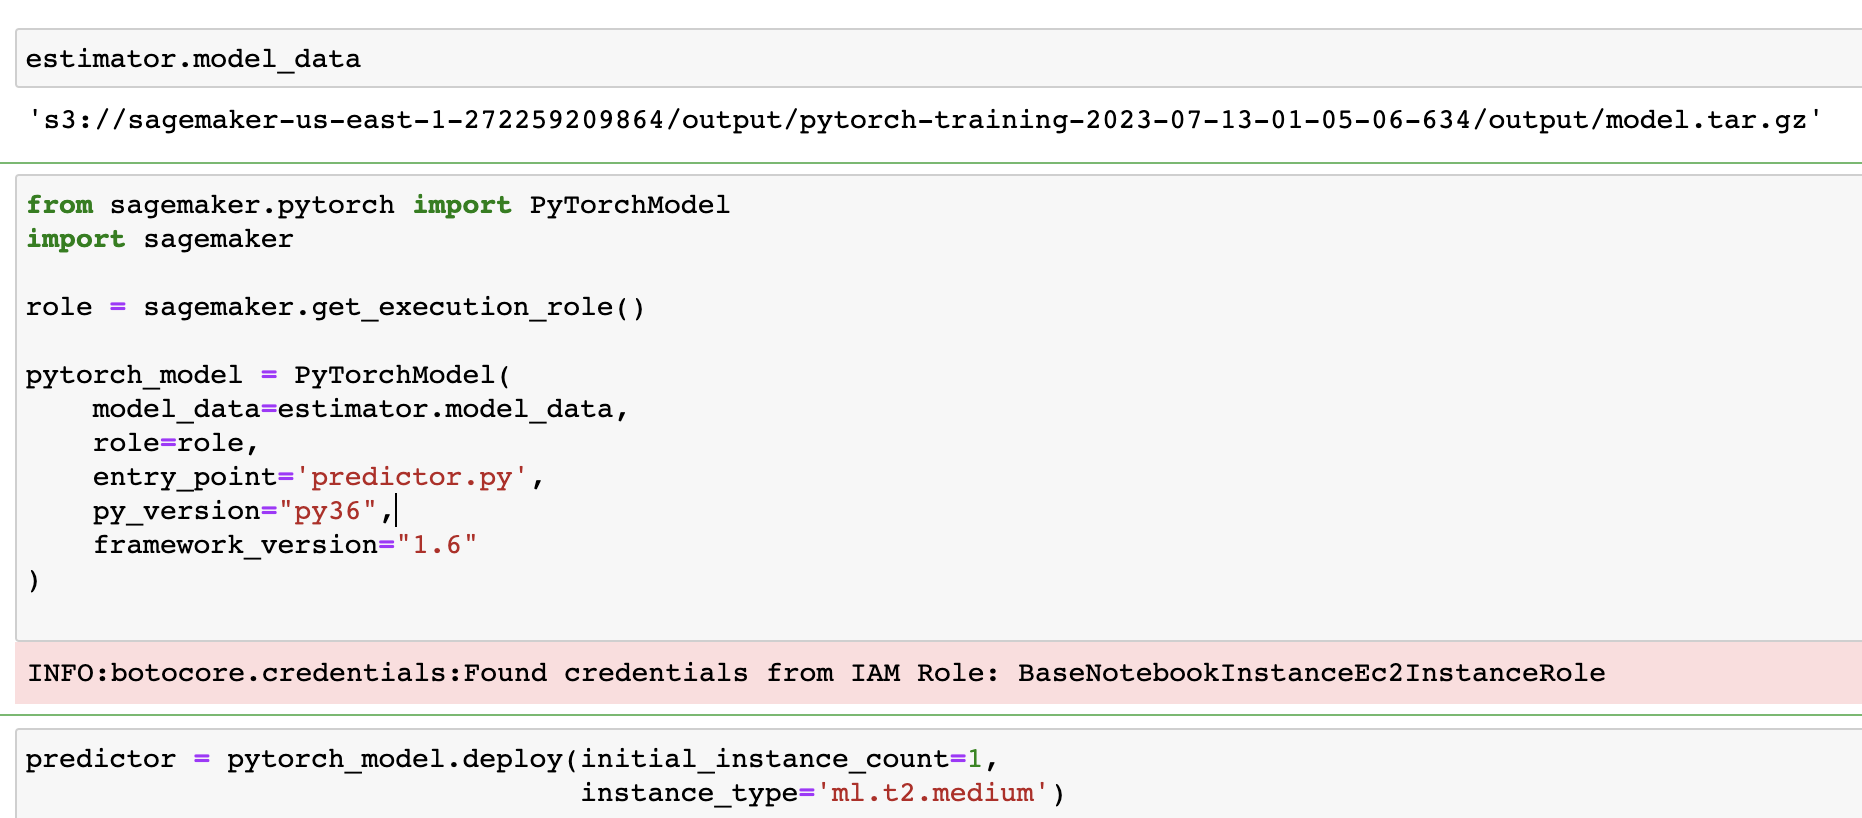 estimator.model_data
's3://sagemaker-us-east-1-272259209864/output/pytorch-training-2023-07-13-01-05-06-634/output/model.tar.gz'
from sagemaker.pytorch import PyTorchModel
import sagemaker
role = sagemaker.get_execution_role()
pytorch_model = PyTorchModel(
    model_data=estimator.model_data,
    role=role,
    entry_point='predictor.py',
    py_version="py36",
    framework_version="1.6"
)
INFO:botocore.credentials:Found credentials from IAM Role: BaseNotebookInstanceEc2InstanceRole
predictor = pytorch_model.deploy(initial_instance_count=1,
                                 instance_type='ml.t2.medium')